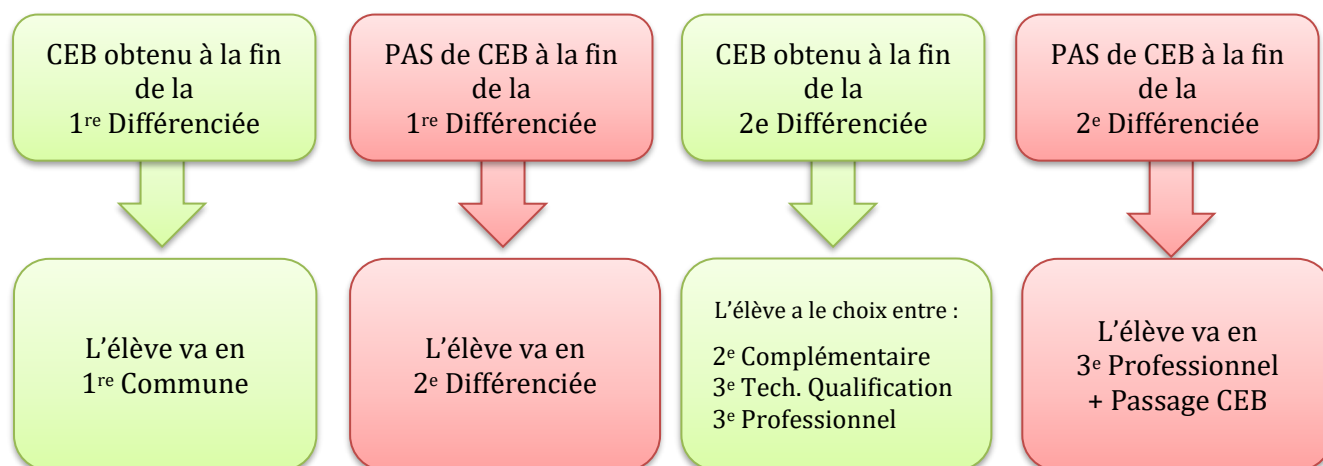 CEB obtenu à la fin
de la
1re Différenciée
PAS de CEB à la fin
de la
1re Différenciée
CEB obtenu à la fin
de la
2e Différenciée
PAS de CEB à la fin
de la
2e Différenciée
L’élève va en
1re Commune
L’élève va en
2e Différenciée
L’élève a le choix entre :
2e Complémentaire
3e Tech. Qualification
3e Professionnel
L’élève va en
3e Professionnel
+ Passage CEB